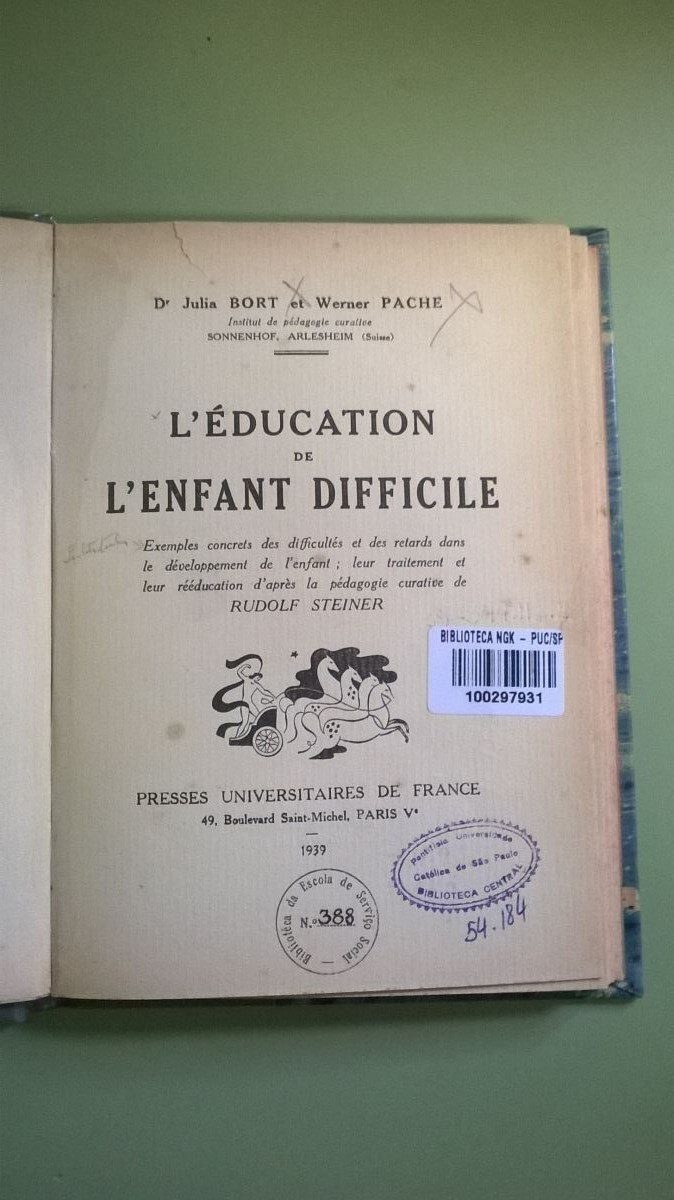 Dr Julia BORT et Werner PACHE
Institut de pédagogie curative
SONNENHOF, ARLESHEIM (Suisse)
L'ÉDUCATION
DE
L'ENFANT DIFFICILE
Exemples concrets des difficultés et des retards dans
le développement de l'enfant ; leur traitement et
leur rééducation d'après la pédagogie curative de
RUDOLF STEINER
BIBLIOTECA NGK - PUC/SP
100297931
PRESSES UNIVERSITAIRES DE FRANCE
49, Boulevard Saint-Michel, PARIS Ve
1939
Pontifícia Universidade
Católica de São Paulo
BIBLIOTECA CENTRAL
54.184
Bibliotéca da Escola de Serviço Social
N.º 388